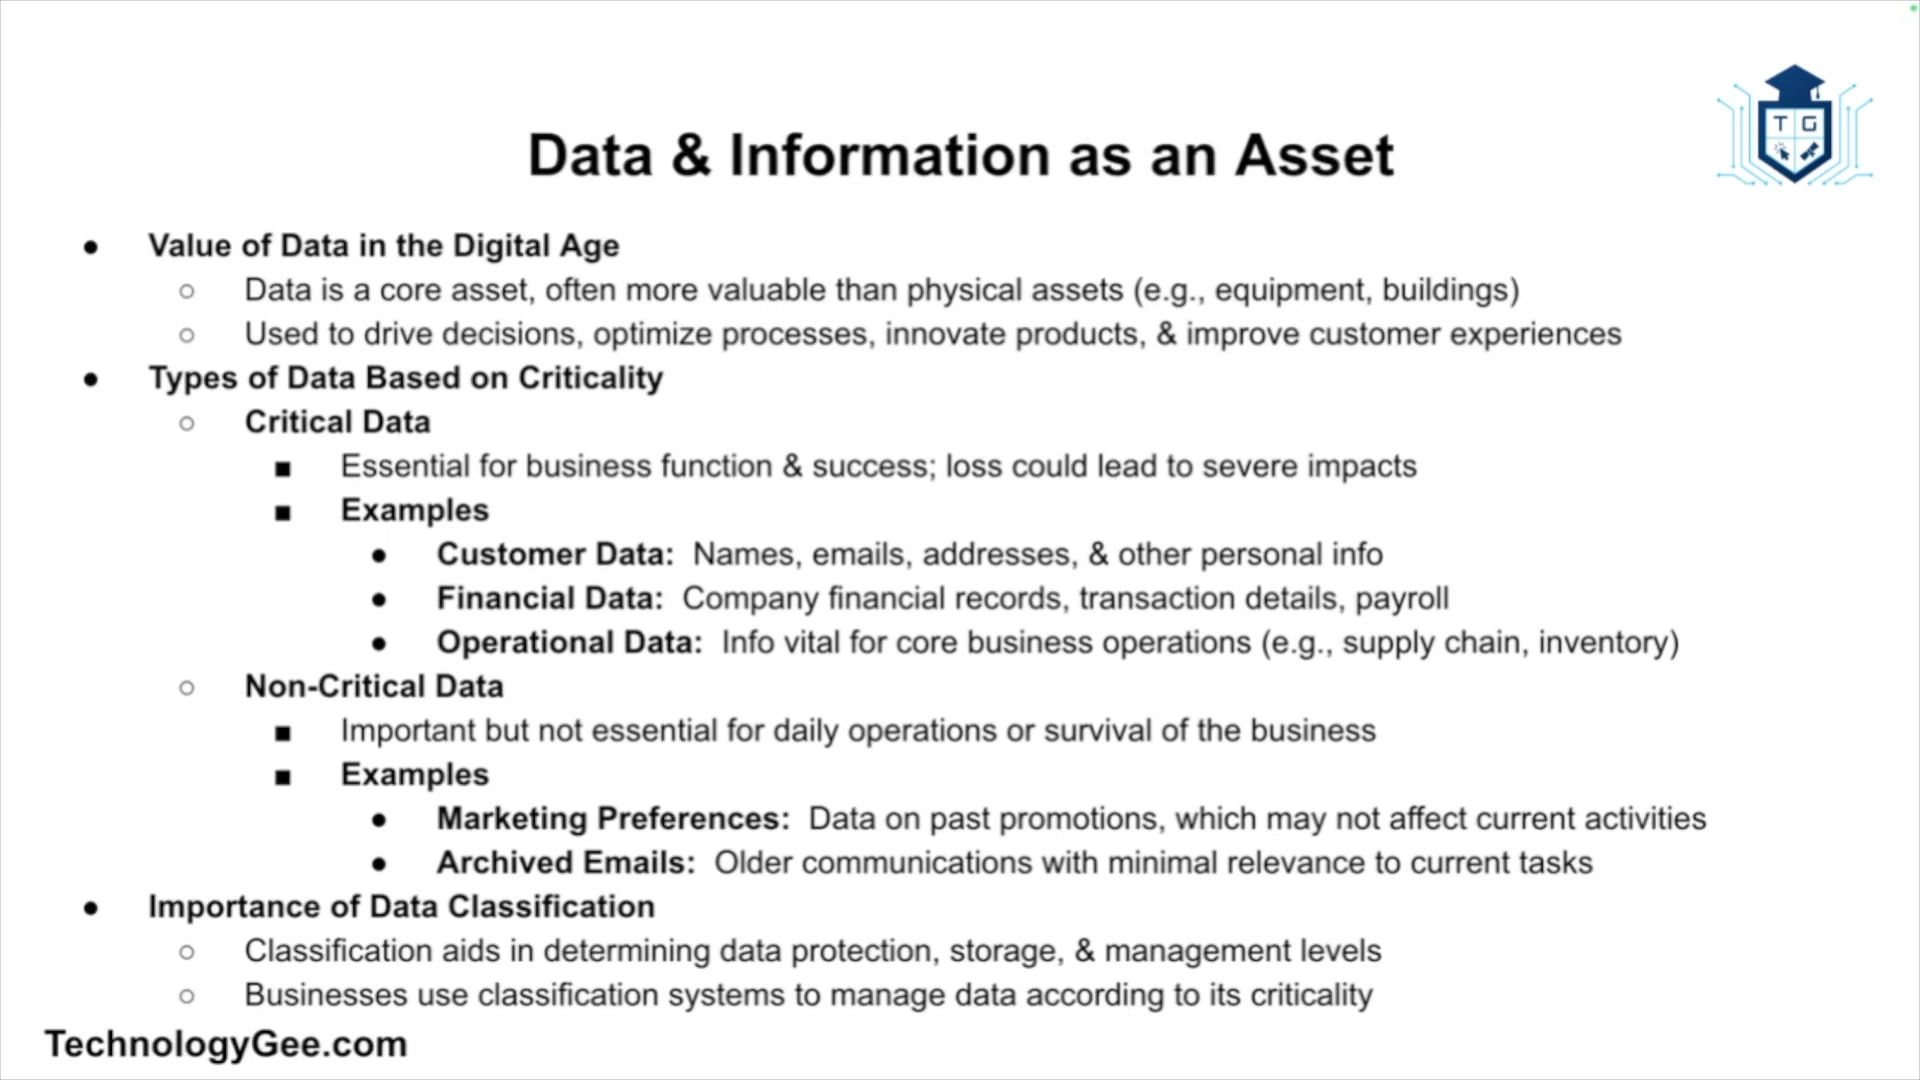 T G
Data & Information as an Asset
● Value of Data in the Digital Age
○ Data is a core asset, often more valuable than physical assets (e.g., equipment, buildings)
○ Used to drive decisions, optimize processes, innovate products, & improve customer experiences
● Types of Data Based on Criticality
○ Critical Data
■ Essential for business function & success; loss could lead to severe impacts
■ Examples
● Customer Data: Names, emails, addresses, & other personal info
● Financial Data: Company financial records, transaction details, payroll
● Operational Data: Info vital for core business operations (e.g., supply chain, inventory)
○ Non-Critical Data
■ Important but not essential for daily operations or survival of the business
■ Examples
● Marketing Preferences: Data on past promotions, which may not affect current activities
● Archived Emails: Older communications with minimal relevance to current tasks
● Importance of Data Classification
○ Classification aids in determining data protection, storage, & management levels
○ Businesses use classification systems to manage data according to its criticality
TechnologyGee.com